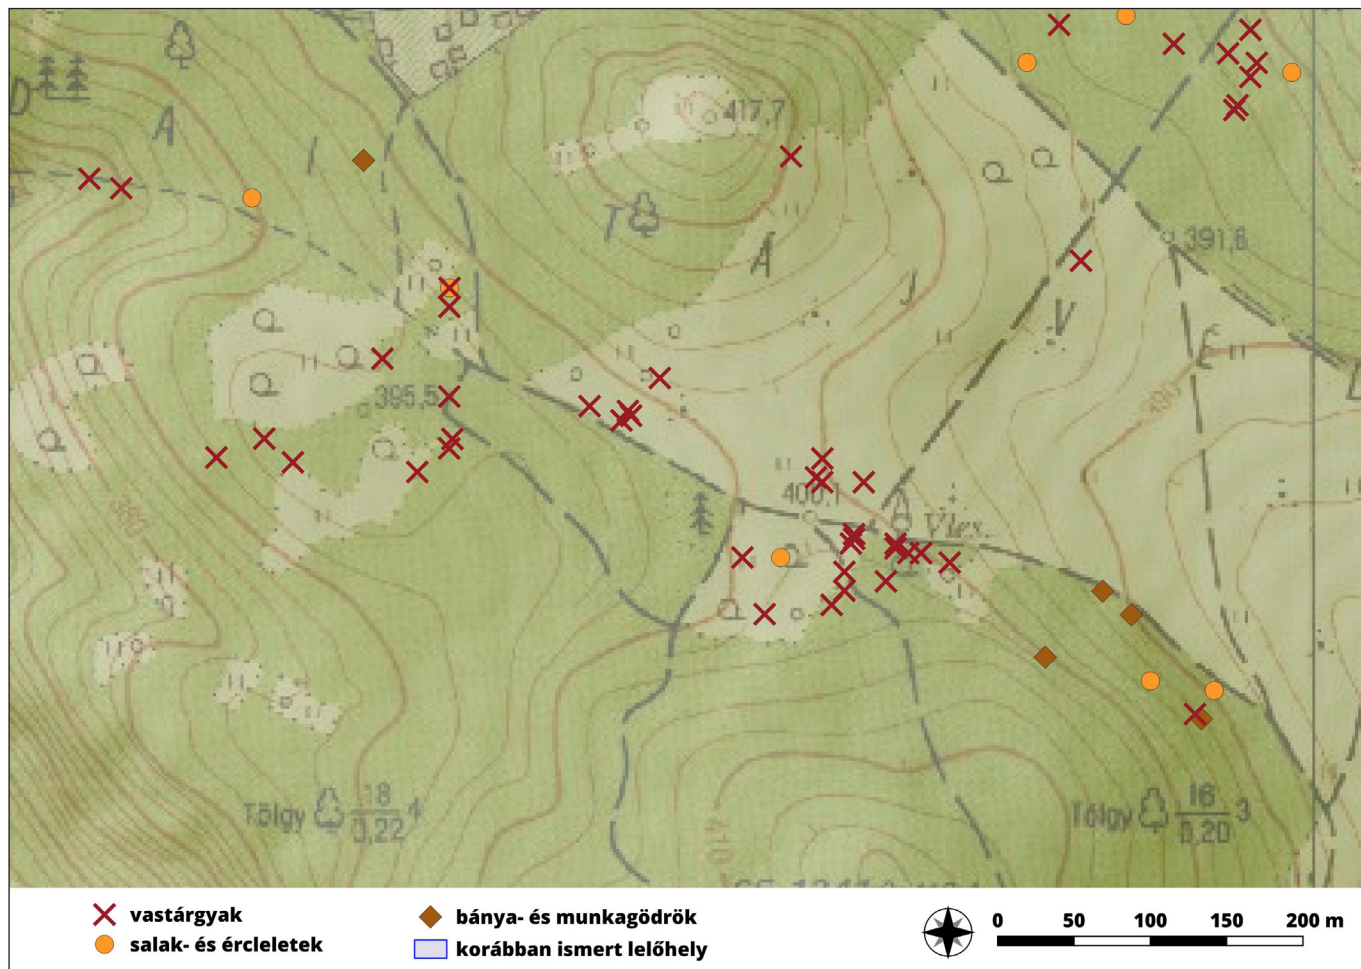 D
A
I
417,7
T
A
J
391,6
V
É
395,5
400,1
Tölgy 18 0,22 4
Tölgy 16 0,20 3
vastárgyak
salak- és ércleletek
bánya- és munkagödrök
korábban ismert lelőhely
0 50 100 150 200 m